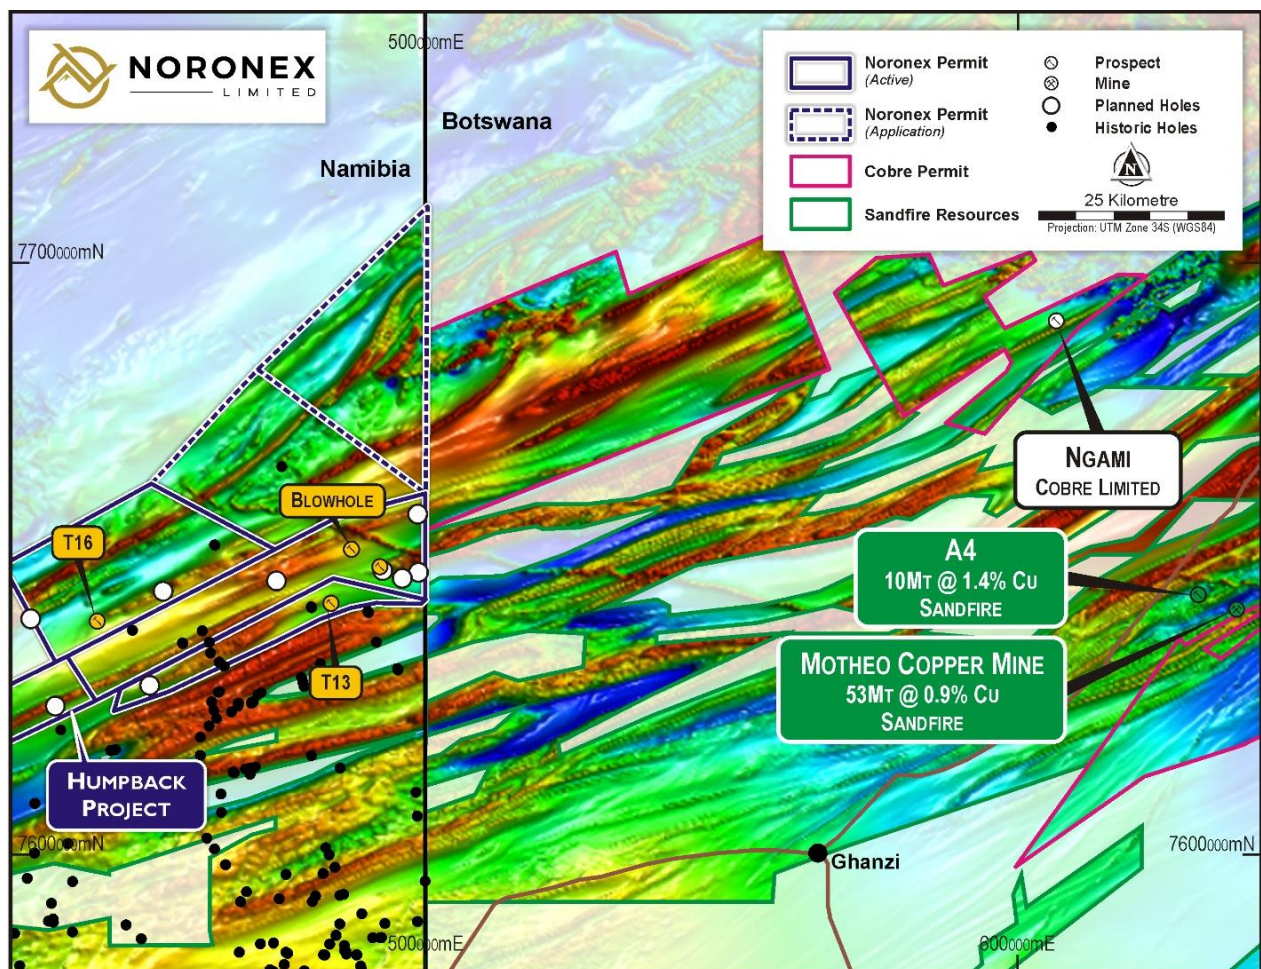 NORONEX
LIMITED
500000mE
Botswana
Namibia
Noronex Permit
(Active)
Noronex Permit
(Application)
Cobre Permit
Sandfire Resources
Prospect
Mine
Planned Holes
Historic Holes
N
25 Kilometre
Projection: UTM Zone 34S (WGS84)
7700000mN
NGAMI
COBRE LIMITED
BLOWHOLE
T16
A4
10MT @ 1.4% CU
SANDFIRE
T13
MOTHEO COPPER MINE
53MT @ 0.9% CU
SANDFIRE
HUMPBACK
PROJECT
7600000mN
7600000mN
Ghanzi
500000mE
600000mE